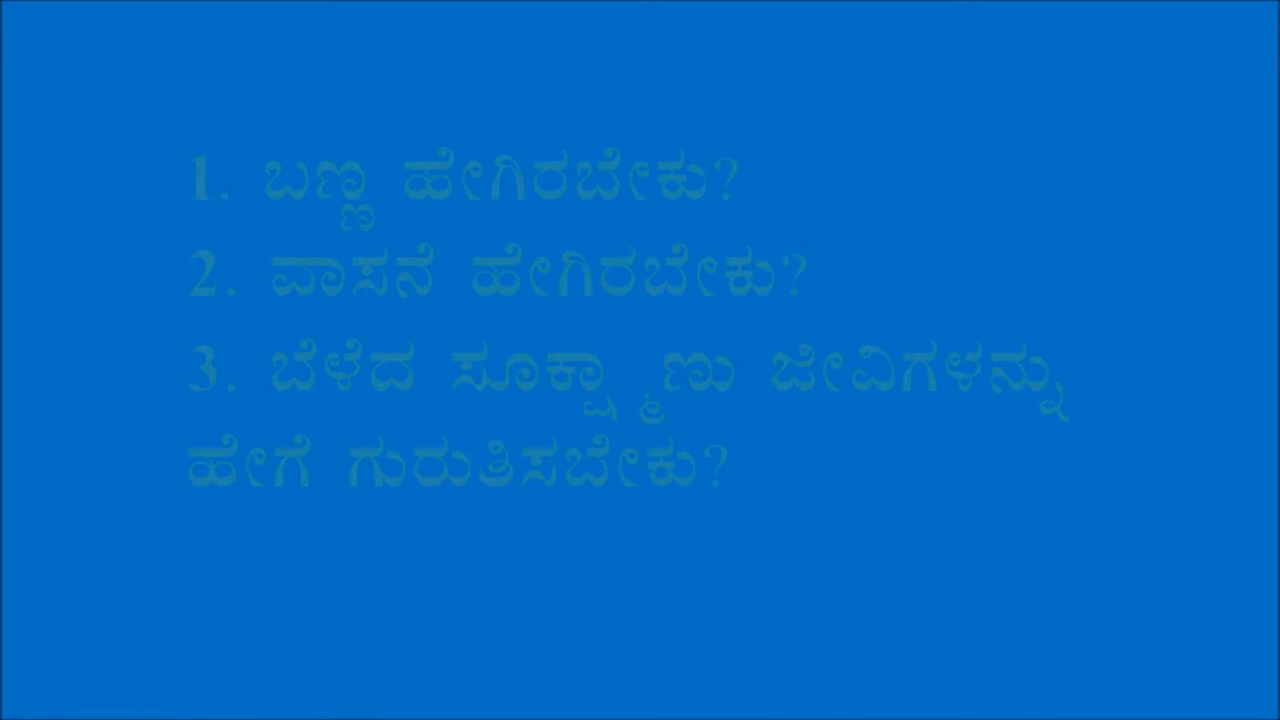 1. ಬಣ್ಣ ಹೇಗಿರಬೇಕು?
2. ವಾಸನೆ ಹೇಗಿರಬೇಕು?
3. ಬೆಳೆದ ಸೂಕ್ಷ್ಮಾಣು ಜೀವಿಗಳನ್ನು
ಹೇಗೆ ಗುರುತಿಸಬೇಕು?